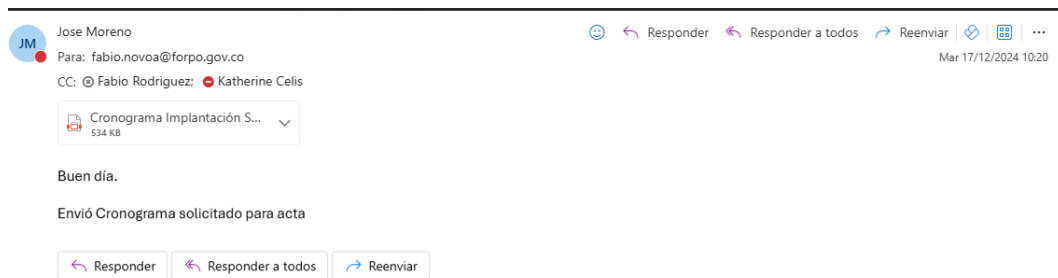 Jose Moreno
Responder Responder a todos Reenviar
JM
Para: fabio.novoa@forpo.gov.co
Mar 17/12/2024 10:20
CC: Fabio Rodriguez; Katherine Celis
Cronograma Implantación S...
534 KB
Buen día.
Envió Cronograma solicitado para acta
Responder Responder a todos Reenviar